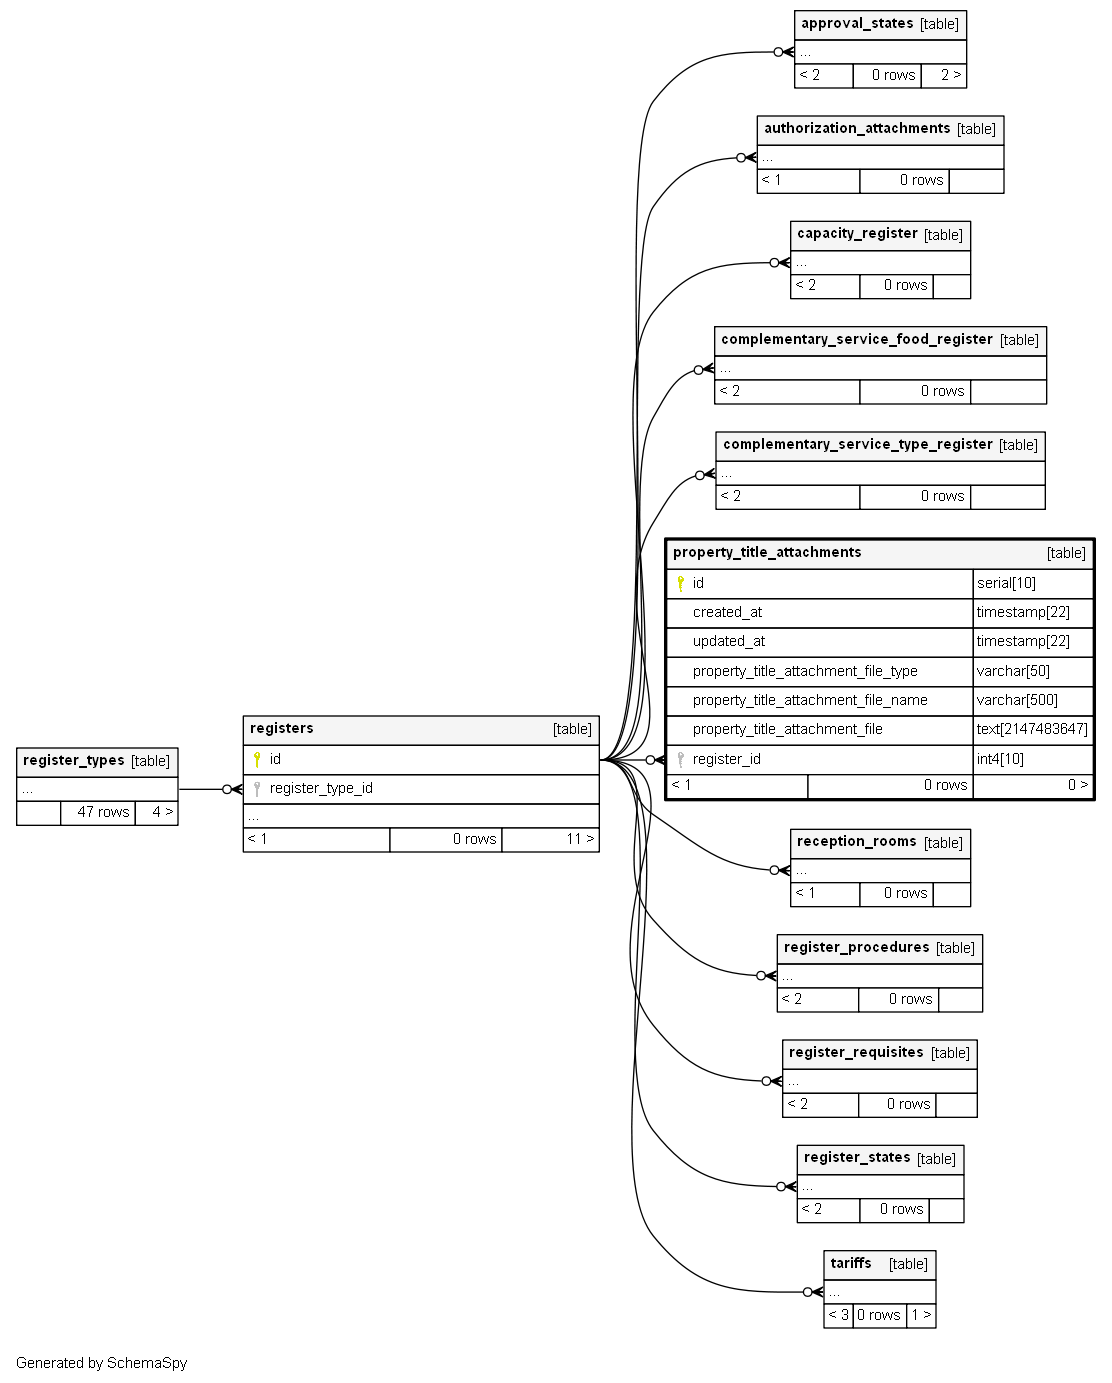 approval_states [table]
...
< 2 0 rows 2 >
authorization_attachments [table]
...
< 1 0 rows
capacity_register [table]
...
< 2 0 rows
complementary_service_food_register [table]
...
< 2 0 rows
complementary_service_type_register [table]
...
< 2 0 rows
property_title_attachments [table]
id serial[10]
created_at timestamp[22]
updated_at timestamp[22]
property_title_attachment_file_type varchar[50]
property_title_attachment_file_name varchar[500]
property_title_attachment_file text[2147483647]
register_id int4[10]
< 1 0 rows 0 >
registers [table]
id
register_type_id
...
< 1 0 rows 11 >
register_types [table]
...
47 rows 4 >
reception_rooms [table]
...
< 1 0 rows
register_procedures [table]
...
< 2 0 rows
register_requisites [table]
...
< 2 0 rows
register_states [table]
...
< 2 0 rows
tariffs [table]
...
< 3 0 rows 1 >
Generated by SchemaSpy